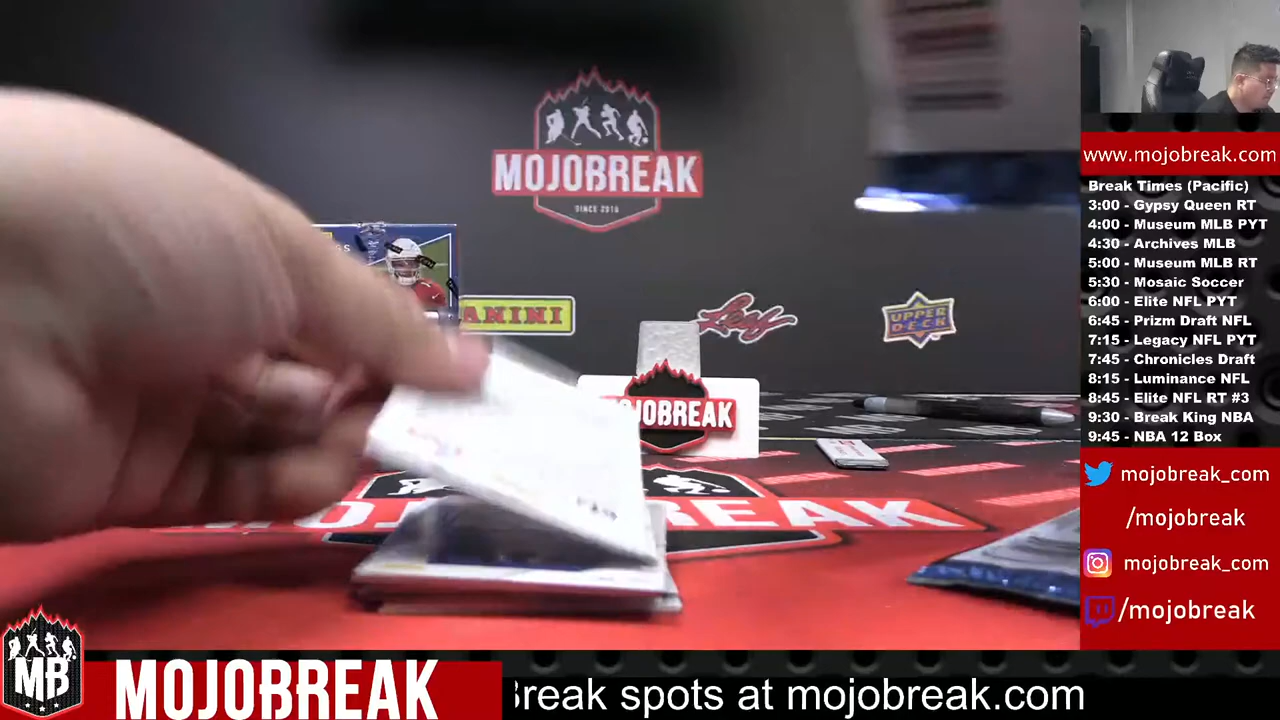 MOJOBREAK
SINCE 2010
PANINI
Leaf
UPPER
DECK
MOJOBREAK
MOJOBREAK
www.mojobreak.com
Break Times (Pacific)
3:00 - Gypsy Queen RT
4:00 - Museum MLB PYT
4:30 - Archives MLB
5:00 - Museum MLB RT
5:30 - Mosaic Soccer
6:00 - Elite NFL PYT
6:45 - Prizm Draft NFL
7:15 - Legacy NFL PYT
7:45 - Chronicles Draft
8:15 - Luminance NFL
8:45 - Elite NFL RT #3
9:30 - Break King NBA
9:45 - NBA 12 Box
mojobreak_com
/mojobreak
mojobreak_com
/mojobreak
MB
MOJOBREAK
Break spots at mojobreak.com